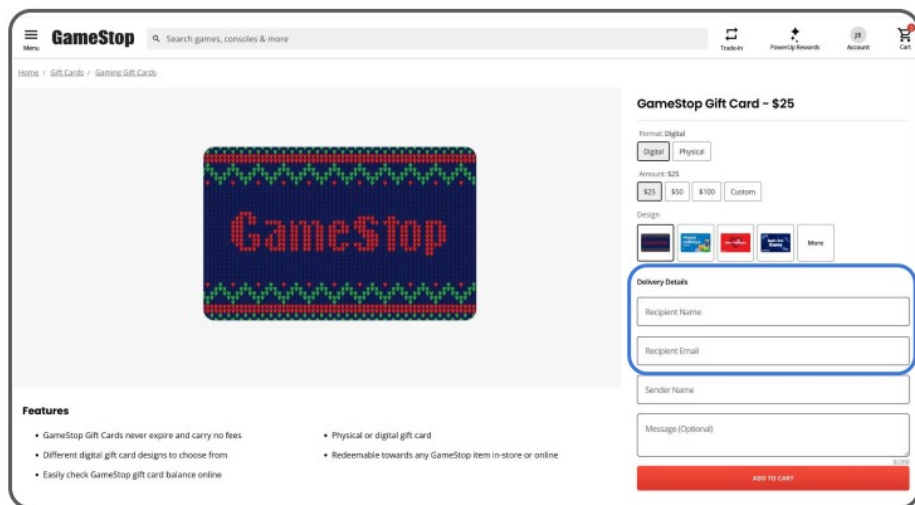 Menu
GameStop
Search games, consoles & more
Trade-In
PowerUp Rewards
JS
Account
Cart
Home / Gift Cards / Gaming Gift Cards
GameStop
GameStop Gift Card - $25
Format: Digital
Digital Physical
Amount: $25
$25 $50 $100 Custom
Design
More
Delivery Details
Recipient Name
Recipient Email
Sender Name
Message (Optional)
0/200
ADD TO CART
Features
• GameStop Gift Cards never expire and carry no fees
• Different digital gift card designs to choose from
• Easily check GameStop gift card balance online
• Physical or digital gift card
• Redeemable towards any GameStop item in-store or online